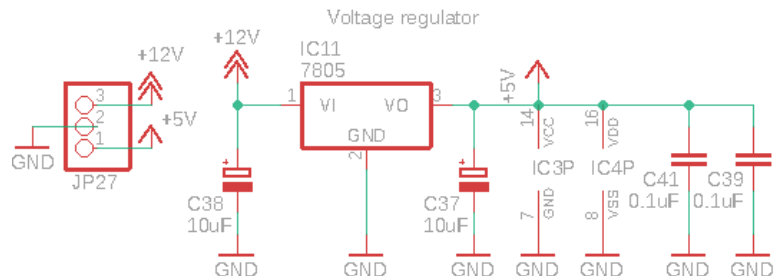 Voltage regulator
+12V
+5V
3
2
1
GND
JP27
+12V
IC11
7805
1
VI
VO
3
GND
2
C38
10uF
GND
GND
C37
10uF
GND
+5V
14
VCC
IC3P
7
GND
GND
16
VDD
IC4P
8
VSS
GND
C41
0.1uF
GND
C39
0.1uF
GND